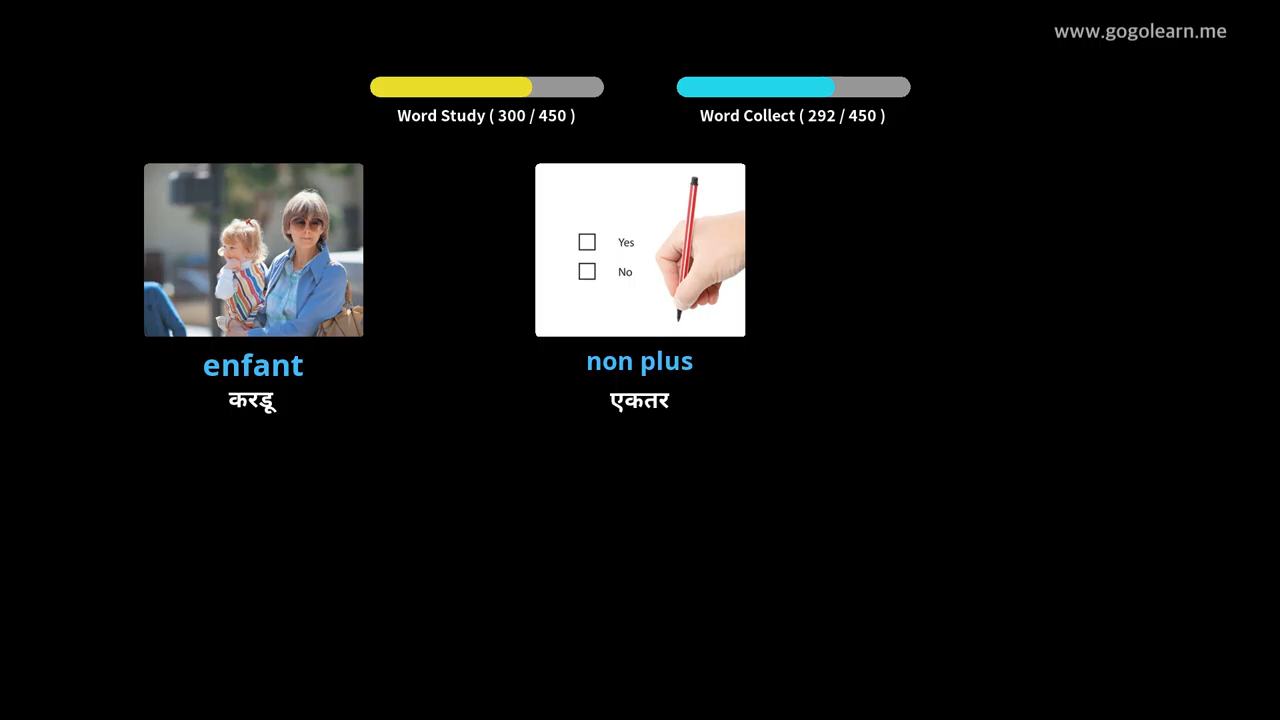 www.gogolearn.me
Word Study ( 300 / 450 )
Word Collect ( 292 / 450 )
Yes
No
enfant
non plus
करडू
एकतर